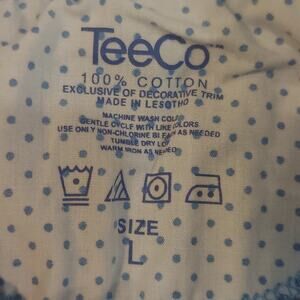 TeeCo™
100% COTTON
EXCLUSIVE OF DECORATIVE TRIM
MADE IN LESOTHO
MACHINE WASH COLD
GENTLE CYCLE WITH LIKE COLORS
USE ONLY NON-CHLORINE BLEACH AS NEEDED
TUMBLE DRY LOW
WARM IRON AS NEEDED
SIZE
L